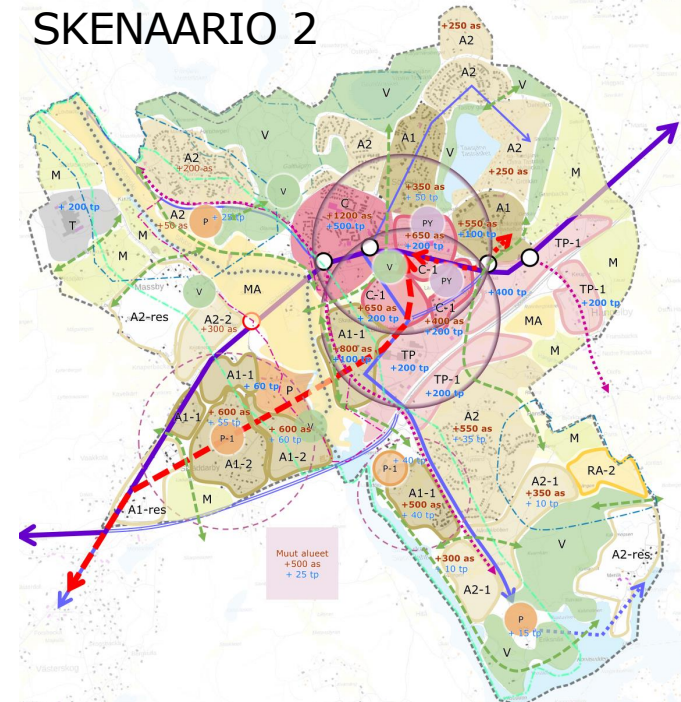 SKENAARIO 2
+250 as
A2
A2
V
V
V
A2
+200 as
A2
A1
V
A2
+250 as
M
M
+ 200 tp
T
A2
+50 as
P
+ 25 tp
V
C
+1200 as
+500 tp
+350 as
+ 50 tp
PY
+650 as
+200 tp
A1
+550 as
+100 tp
M
M
M
Massby
V
MA
V
C-1
PY
TP-1
+400 tp
TP-1
+200 tp
A2-res
A2-2
+300 as
C-1
+650 as
+ 200 tp
C-1
+400 as
+200 tp
MA
M
A1-1
+800 as
+100 tp
TP
+200 tp
TP-1
+200 tp
A1-1
+ 60 tp
P
A1-1
+ 600 as
+ 55 tp
P-1
+ 600 as
+ 60 tp
V
A1-2
A1-2
M
A1-res
A2
+550 as
+ 35 tp
M
RA-2
+ 40 tp
P-1
A1-1
+500 as
+ 40 tp
A2-1
+350 as
+ 10 tp
V
A2-res
Muut alueet
+500 as
+ 25 tp
+300 as
10 tp
A2-1
P
+ 15 tp
V